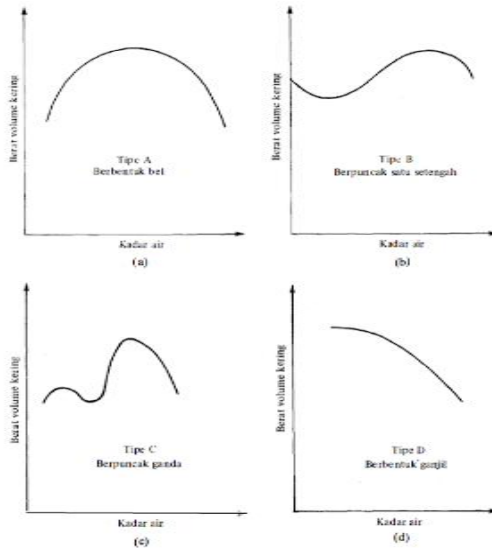 Berat volume kering
Tipe A
Berbentuk bel
Kadar air
(a)
Berat volume kering
Tipe B
Berpuncak satu setengah
Kadar air
(b)
Berat volume kering
Tipe C
Berpuncak ganda
Kadar air
(c)
Berat volume kering
Tipe D
Berbentuk ganjil
Kadar air
(d)